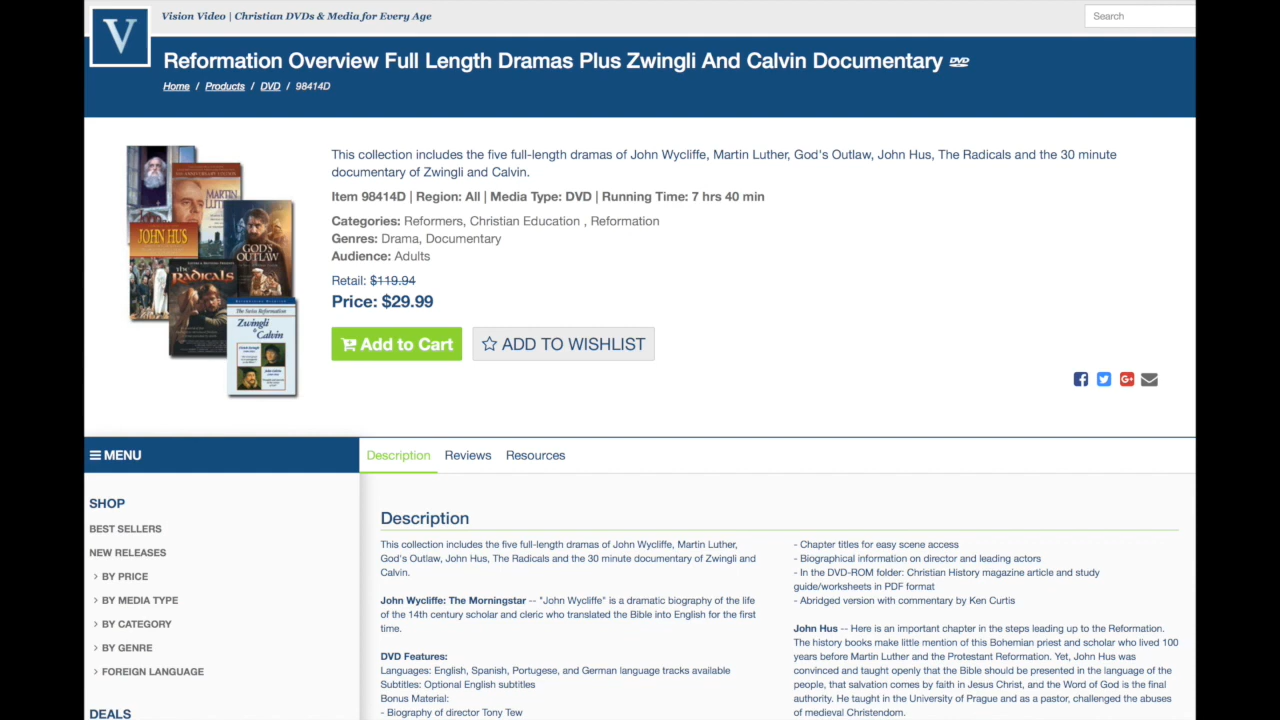 V
Vision Video | Christian DVDs & Media for Every Age
Search
Reformation Overview Full Length Dramas Plus Zwingli And Calvin Documentary DVD
Home / Products / DVD / 98414D
MARTIN
JOHN HUS
GOD'S
OUTLAW
the
RADICALS
The Swiss Reformation
Zwingli
& Calvin
This collection includes the five full-length dramas of John Wycliffe, Martin Luther, God's Outlaw, John Hus, The Radicals and the 30 minute
documentary of Zwingli and Calvin.
Item 98414D | Region: All | Media Type: DVD | Running Time: 7 hrs 40 min
Categories: Reformers, Christian Education , Reformation
Genres: Drama, Documentary
Audience: Adults
Retail: $119.94
Price: $29.99
Add to Cart
ADD TO WISHLIST
MENU
SHOP
BEST SELLERS
NEW RELEASES
> BY PRICE
> BY MEDIA TYPE
> BY CATEGORY
> BY GENRE
> FOREIGN LANGUAGE
DEALS
Description Reviews Resources
Description
This collection includes the five full-length dramas of John Wycliffe, Martin Luther,
God's Outlaw, John Hus, The Radicals and the 30 minute documentary of Zwingli and
Calvin.
John Wycliffe: The Morningstar -- "John Wycliffe" is a dramatic biography of the life
of the 14th century scholar and cleric who translated the Bible into English for the first
time.
DVD Features:
Languages: English, Spanish, Portugese, and German language tracks available
Subtitles: Optional English subtitles
Bonus Material:
- Biography of director Tony Tew
- Chapter titles for easy scene access
- Biographical information on director and leading actors
- In the DVD-ROM folder: Christian History magazine article and study
guide/worksheets in PDF format
- Abridged version with commentary by Ken Curtis
John Hus -- Here is an important chapter in the steps leading up to the Reformation.
The history books make little mention of this Bohemian priest and scholar who lived 100
years before Martin Luther and the Protestant Reformation. Yet, John Hus was
convinced and taught openly that the Bible should be presented in the language of the
people, that salvation comes by faith in Jesus Christ, and the Word of God is the final
authority. He taught in the University of Prague and as a pastor, challenged the abuses
of medieval Christendom.